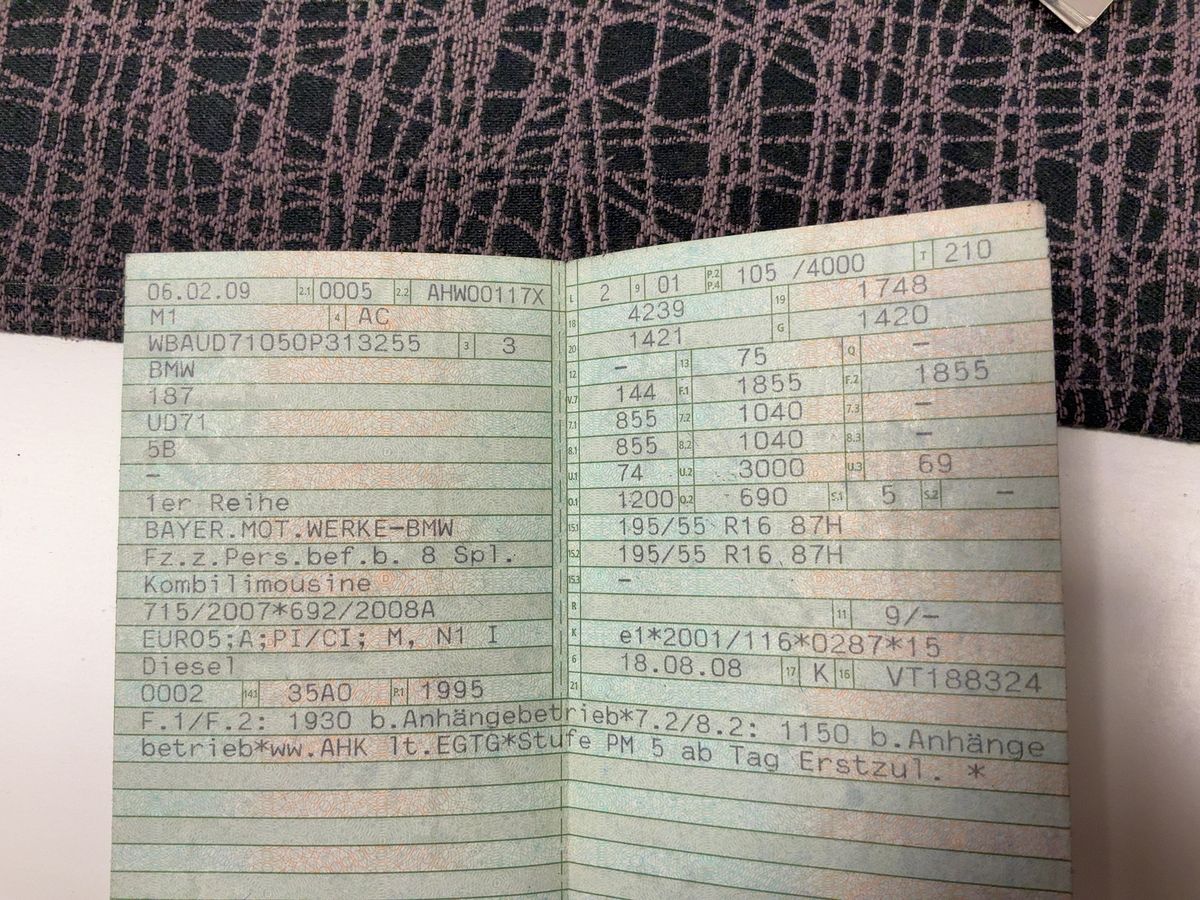 06.02.09 2.1 0005 2.2 AHW00117X
M1 4 AC
WBAUD71050P313255 3 3
BMW
187
UD71
5B
–
1er Reihe
BAYER.MOT.WERKE-BMW
Fz.z.Pers.bef.b. 8 Spl.
Kombilimousine
715/2007*692/2008A
EURO5;A;PI/CI; M, N1 I
Diesel
0002 14.1 35A0 P.1 1995
L 2 9 01 P.2 P.4 105 /4000 T 210
18 4239 19 1748
20 1421 G 1420
12 – 13 75 Q –
V.7 144 F.1 1855 F.2 1855
7.1 855 7.2 1040 7.3 –
8.1 855 8.2 1040 8.3 –
U.1 74 U.2 3000 U.3 69
O.1 1200 O.2 690 S.1 5 S.2 –
15.1 195/55 R16 87H
15.2 195/55 R16 87H
15.3 –
R 11 9/–
K e1*2001/116*0287*15
6 18.08.08 17 K 16 VT188324
21
F.1/F.2: 1930 b.Anhängebetrieb*7.2/8.2: 1150 b.Anhänge
betrieb*ww.AHK lt.EGTG*Stufe PM 5 ab Tag Erstzul. *